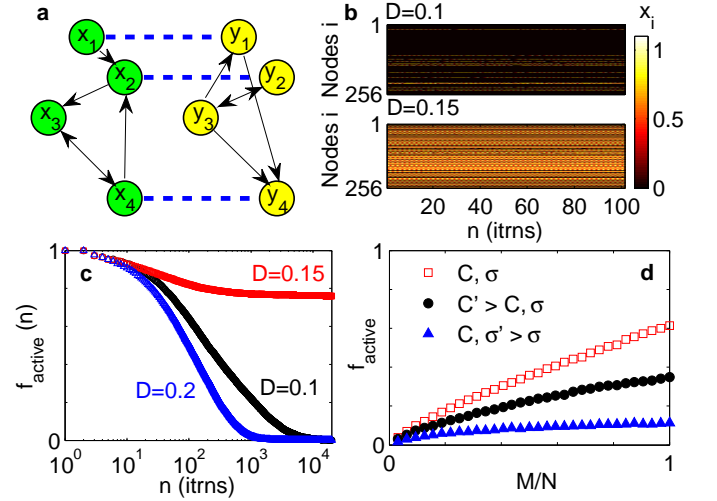 a
x1
x2
x3
x4
y1
y2
y3
y4
b
D=0.1
1
Nodes i
256
D=0.15
1
Nodes i
256
20 40 60 80 100
n (itrns)
xi
1
0.5
0
c
D=0.15
D=0.1
D=0.2
1
0
factive (n)
10^0 10^1 10^2 10^3 10^4
n (itrns)
d
C, σ
C' > C, σ
C, σ' > σ
1
0
factive
0 1
M/N